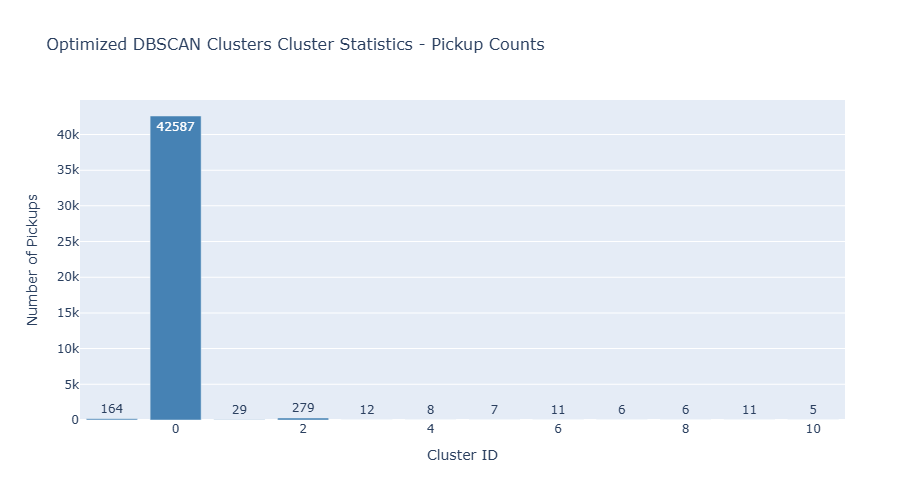 Optimized DBSCAN Clusters Cluster Statistics - Pickup Counts
Number of Pickups
40k
35k
30k
25k
20k
15k
10k
5k
0
164
42587
29
279
12
8
7
11
6
6
11
5
0
2
4
6
8
10
Cluster ID